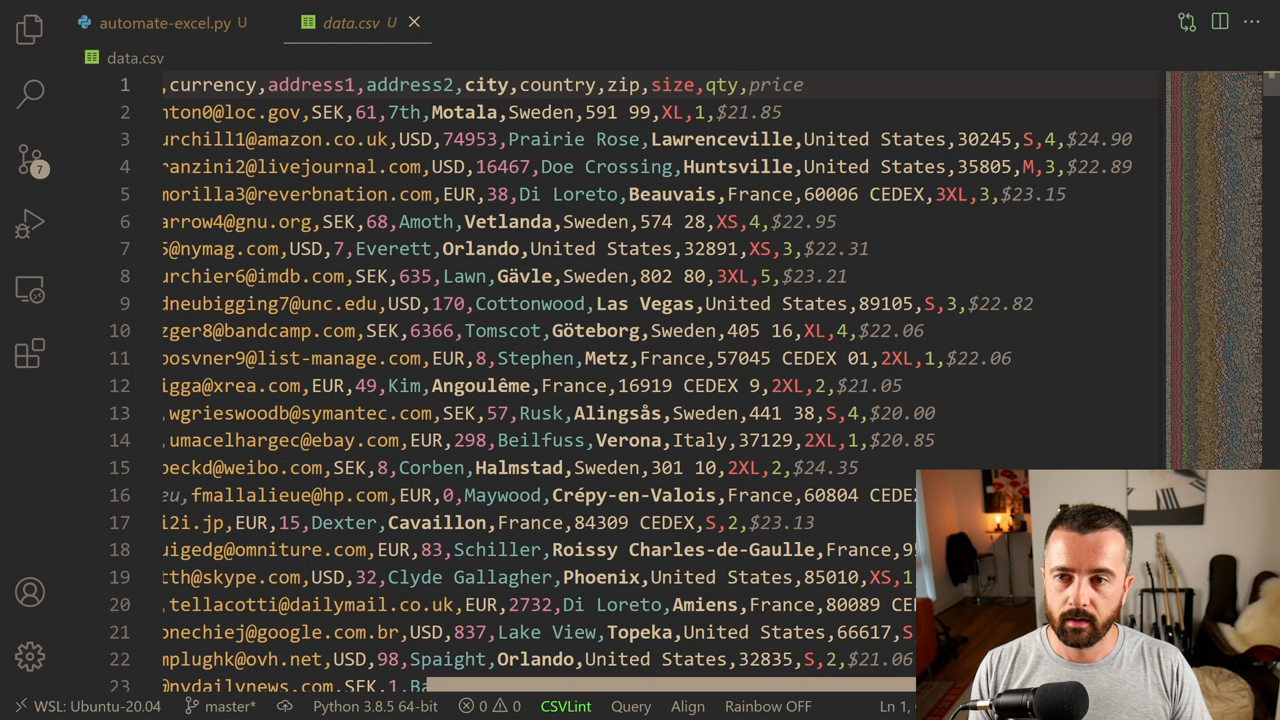 automate-excel.py U
data.csv U
data.csv
1 ,currency,address1,address2,city,country,zip,size,qty,price
2 nton0@loc.gov,SEK,61,7th,Motala,Sweden,591 99,XL,1,$21.85
3 urchill1@amazon.co.uk,USD,74953,Prairie Rose,Lawrenceville,United States,30245,S,4,$24.90
4 ranzini2@livejournal.com,USD,16467,Doe Crossing,Huntsville,United States,35805,M,3,$22.89
5 morilla3@reverbnation.com,EUR,38,Di Loreto,Beauvais,France,60006 CEDEX,3XL,3,$23.15
6 arrow4@gnu.org,SEK,68,Amoth,Vetlanda,Sweden,574 28,XS,4,$22.95
7 @nymag.com,USD,7,Everett,Orlando,United States,32891,XS,3,$22.31
8 urchier6@imdb.com,SEK,635,Lawn,Gävle,Sweden,802 80,3XL,5,$23.21
9 dneubigging7@unc.edu,USD,170,Cottonwood,Las Vegas,United States,89105,S,3,$22.82
10 zger8@bandcamp.com,SEK,6366,Tomscot,Göteborg,Sweden,405 16,XL,4,$22.06
11 osvner9@list-manage.com,EUR,8,Stephen,Metz,France,57045 CEDEX 01,2XL,1,$22.06
12 igga@xrea.com,EUR,49,Kim,Angoulême,France,16919 CEDEX 9,2XL,2,$21.05
13 ,wgrieswoodb@symantec.com,SEK,57,Rusk,Alingsås,Sweden,441 38,S,4,$20.00
14 ,umacelhargec@ebay.com,EUR,298,Beilfuss,Verona,Italy,37129,2XL,1,$20.85
15 eckd@weibo.com,SEK,8,Corben,Halmstad,Sweden,301 10,2XL,2,$24.35
16 eu,fmallalieue@hp.com,EUR,0,Maywood,Crépy-en-Valois,France,60804 CEDE
17 i2i.jp,EUR,15,Dexter,Cavaillon,France,84309 CEDEX,S,2,$23.13
18 uigedg@omniture.com,EUR,83,Schiller,Roissy Charles-de-Gaulle,France,9
19 tth@skype.com,USD,32,Clyde Gallagher,Phoenix,United States,85010,XS,1
20 ,tellacotti@dailymail.co.uk,EUR,2732,Di Loreto,Amiens,France,80089 CED
21 onechiej@google.com.br,USD,837,Lake View,Topeka,United States,66617,S
22 mplughk@ovh.net,USD,98,Spaight,Orlando,United States,32835,S,2,$21.06
23 @nydailynews.com,SEK,1,Ba
7
WSL: Ubuntu-20.04 master* Python 3.8.5 64-bit 0 0 CSVLint Query Align Rainbow OFF Ln 1,